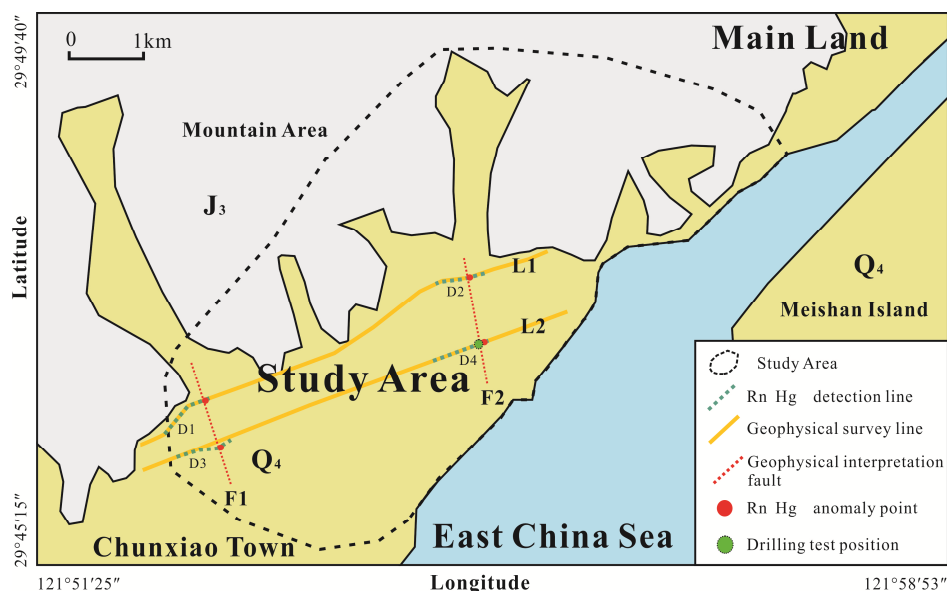 29°49′40″
0 1km
Main Land
Mountain Area
J3
Latitude
L1
D2
Q4
Meishan Island
L2
D4
Study Area
F2
D1
D3
Q4
F1
29°45′15″
Chunxiao Town
East China Sea
Study Area
Rn Hg detection line
Geophysical survey line
Geophysical interpretation
fault
Rn Hg anomaly point
Drilling test position
121°51′25″
Longitude
121°58′53″